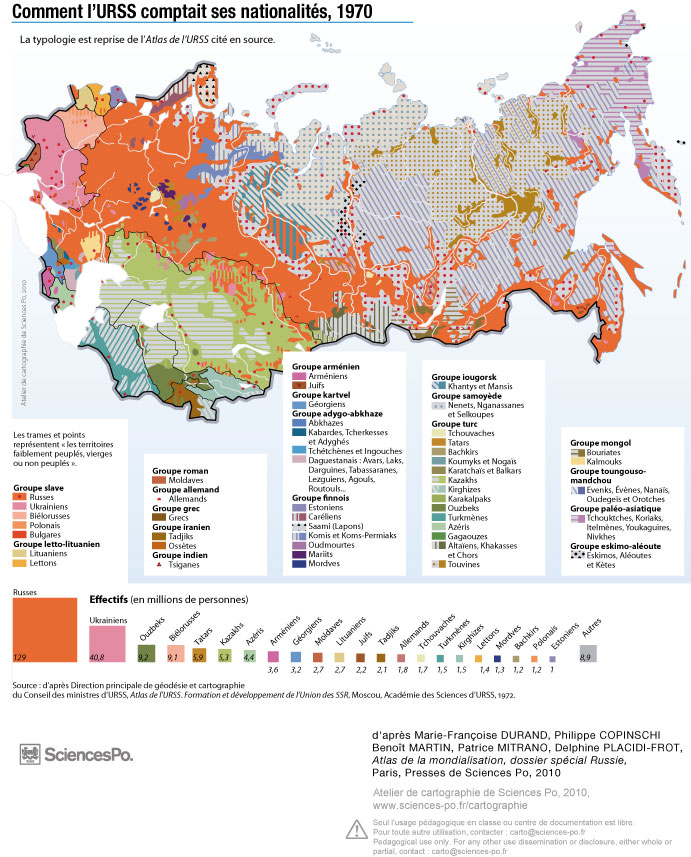 Comment l'URSS comptait ses nationalités, 1970
La typologie est reprise de l'Atlas de l'URSS cité en source.
Atelier de cartographie de Sciences Po, 2010
Les trames et points
représentent « les territoires
faiblement peuplés, vierges
ou non peuplés ».
Groupe slave
Russes
Ukrainiens
Biélorusses
Polonais
Bulgares
Groupe letto-lituanien
Lituaniens
Lettons
Groupe roman
Moldaves
Groupe allemand
Allemands
Groupe grec
Grecs
Groupe iranien
Tadjiks
Ossètes
Groupe indien
Tsiganes
Groupe arménien
Arméniens
Juifs
Groupe kartvel
Géorgiens
Groupe adygo-abkhaze
Abkhazes
Kabardes, Tcherkesses
et Adyghés
Tchétchènes et Ingouches
Daguestanais : Avars, Laks,
Darguines, Tabassaranes,
Lezguiens, Agouls,
Routouls...
Groupe finnois
Estoniens
Caréliens
Saami (Lapons)
Komis et Koms-Permiaks
Oudmourtes
Mariits
Mordves
Groupe iougorsk
Khantys et Mansis
Groupe samoyède
Nenets, Nganassanes
et Selkoupes
Groupe turc
Tchouvaches
Tatars
Bachkirs
Koumyks et Nogaïs
Karatchaïs et Balkars
Kazakhs
Kirghizes
Karakalpaks
Ouzbeks
Turkmènes
Azéris
Gagaouzes
Altaïens, Khakasses
et Chors
Touvines
Groupe mongol
Bouriates
Kalmouks
Groupe toungouso-
mandchou
Evenks, Évènes, Nanaïs,
Oudegeïs et Orotches
Groupe paléo-asiatique
Tchouktches, Koriaks,
Itelmènes, Youkaguires,
Nivkhes
Groupe eskimo-aléoute
Eskimos, Aléoutes
et Kètes
Effectifs (en millions de personnes)
Russes
129
Ukrainiens
40,8
Ouzbeks
9,2
Biélorusses
9,1
Tatars
5,9
Kazakhs
5,3
Azéris
4,4
Arméniens
3,6
Géorgiens
3,2
Moldaves
2,7
Lituaniens
2,7
Juifs
2,2
Tadjiks
2,1
Allemands
1,8
Tchouvaches
1,7
Turkmènes
1,5
Kirghizes
1,5
Lettons
1,4
Mordves
1,3
Bachkirs
1,2
Polonais
1,2
Estoniens
1
Autres
8,9
Source : d'après Direction principale de géodésie et cartographie
du Conseil des ministres d'URSS, Atlas de l'URSS. Formation et développement de l'Union des SSR, Moscou, Académie des Sciences d'URSS, 1972.
SciencesPo.
d'après Marie-Françoise DURAND, Philippe COPINSCHI
Benoît MARTIN, Patrice MITRANO, Delphine PLACIDI-FROT,
Atlas de la mondialisation, dossier spécial Russie,
Paris, Presses de Sciences Po, 2010
Atelier de cartographie de Sciences Po, 2010,
www.sciences-po.fr/cartographie
Seul l'usage pédagogique en classe ou centre de documentation est libre.
Pour toute autre utilisation, contacter : carto@sciences-po.fr
Pedagogical use only. For any other use dissemination or disclosure, either whole or
partial, contact : carto@sciences-po.fr